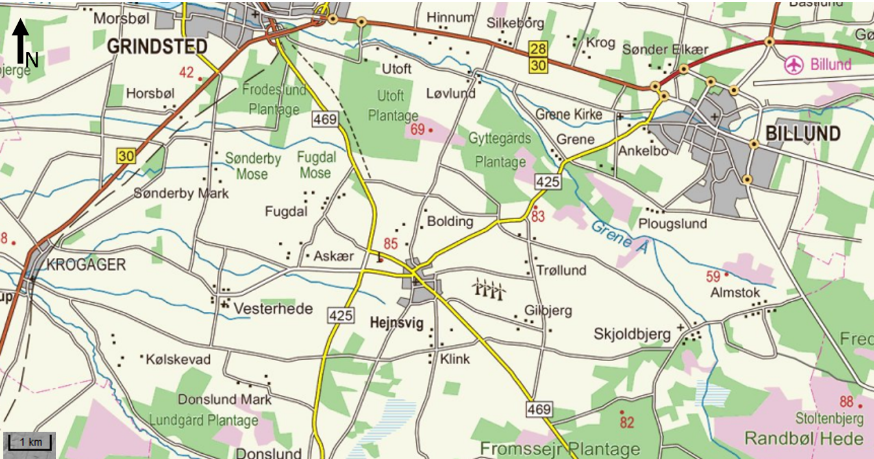 Morsbøl
Hinnum
Silkeborg
N
GRINDSTED
28
30
Krog
Sønder Elkær
Billund
42
Utoft
Horsbøl
Frodeslund
Plantage
Utoft
Plantage
Løvlund
469
69
Grene Kirke
Gyttegårds
Plantage
Grene
BILLUND
Ankelbo
30
Sønderby
Mose
Fugdal
Mose
425
Sønderby Mark
Fugdal
Bolding
83
Plougslund
8
85
Grene Å
Askær
KROGAGER
Trøllund
59
Almstok
Vesterhede
425
Hejnsvig
Gilbjerg
Skjoldbjerg
Kølskevad
Klink
Donslund Mark
469
88
Lundgård Plantage
82
Stoltenbjerg
Randbøl Hede
1 km
Donslund
Fromssejr Plantage